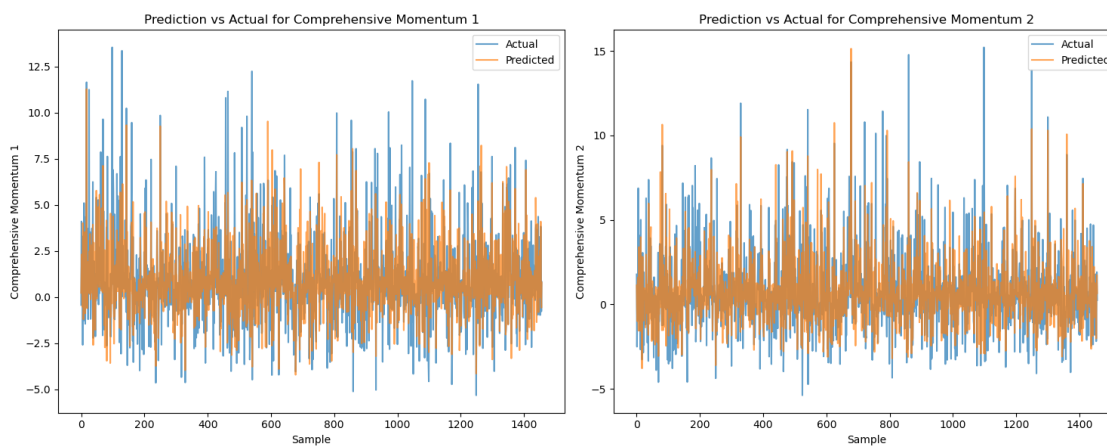 Prediction vs Actual for Comprehensive Momentum 1
Actual
Predicted
12.5
10.0
7.5
5.0
2.5
0.0
−2.5
−5.0
Comprehensive Momentum 1
0
200
400
600
800
1000
1200
1400
Sample
Prediction vs Actual for Comprehensive Momentum 2
Actual
Predicted
15
10
5
0
−5
Comprehensive Momentum 2
0
200
400
600
800
1000
1200
1400
Sample